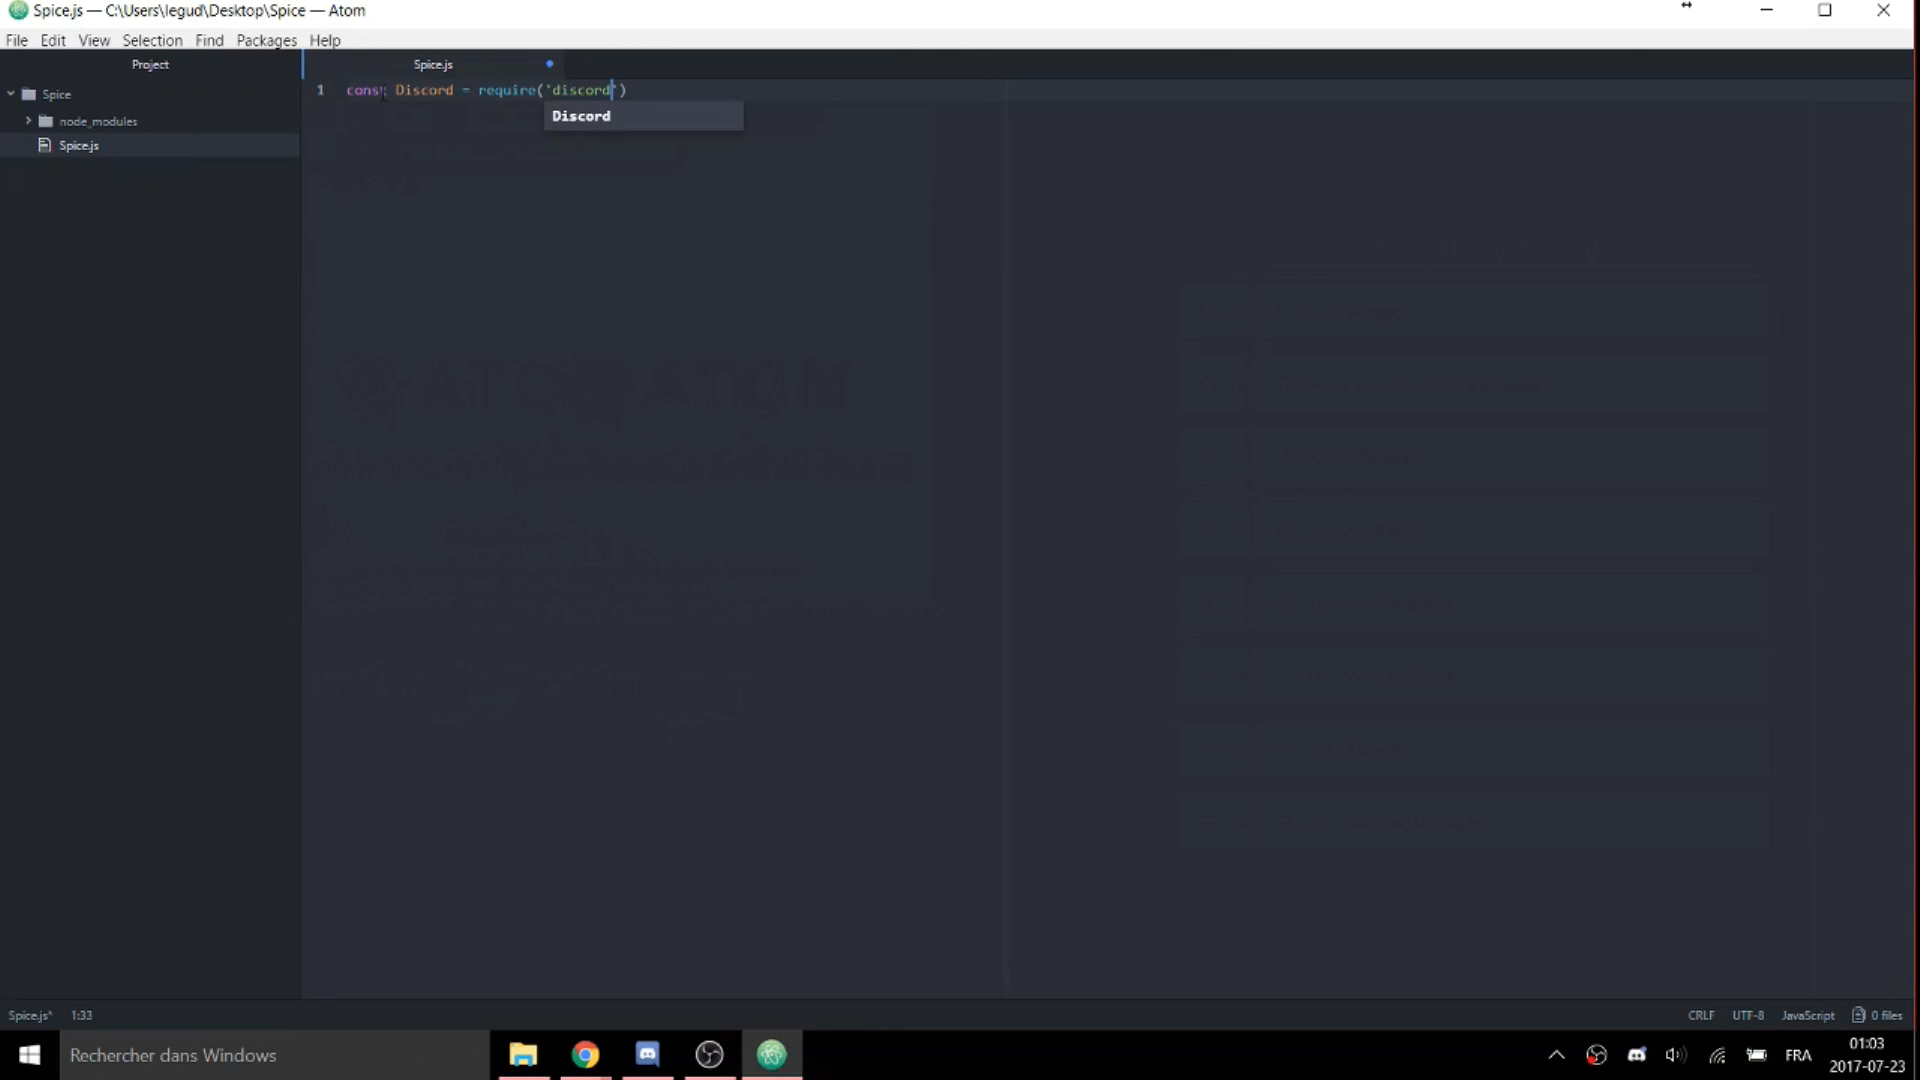 Spice.js — C:\Users\legud\Desktop\Spice — Atom
File Edit View Selection Find Packages Help
Project
Spice.js
Spice
node_modules
Spice.js
1 const Discord = require('discord')
Discord
Spice.js* 1:33
CRLF UTF-8 JavaScript 0 files
Rechercher dans Windows
FRA
01:03
2017-07-23